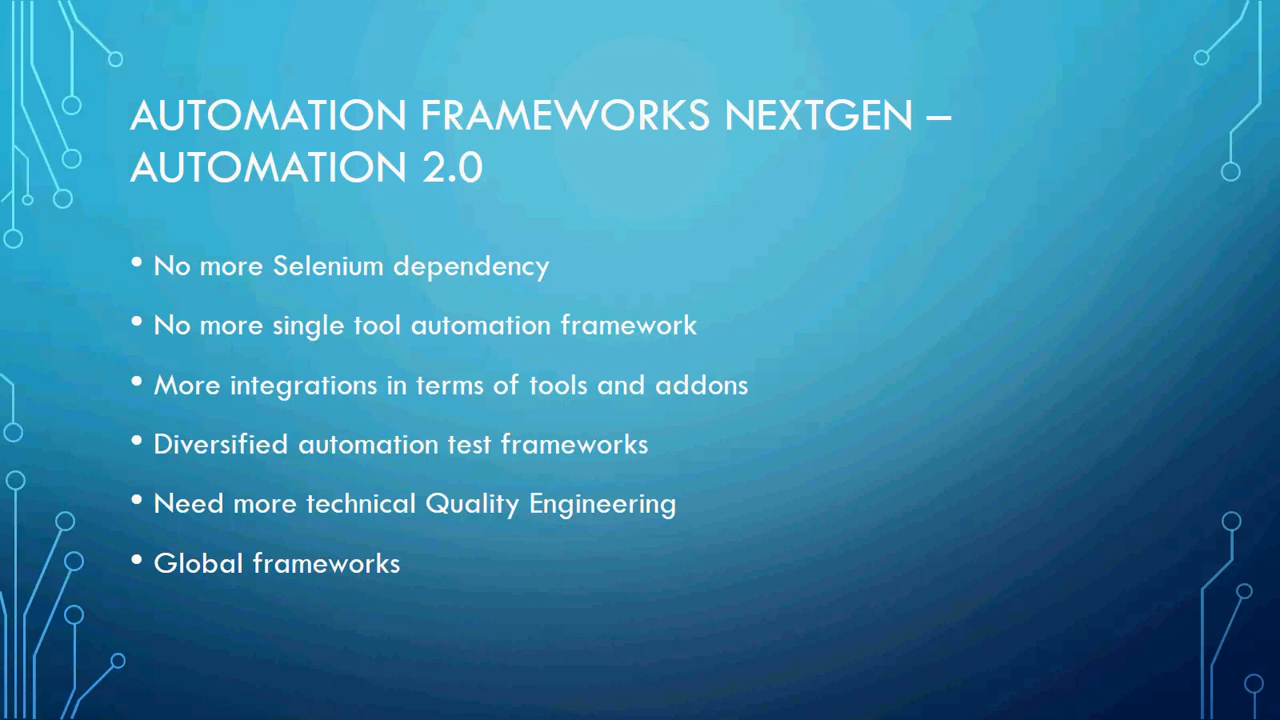 AUTOMATION FRAMEWORKS NEXTGEN –
AUTOMATION 2.0
• No more Selenium dependency
• No more single tool automation framework
• More integrations in terms of tools and addons
• Diversified automation test frameworks
• Need more technical Quality Engineering
• Global frameworks